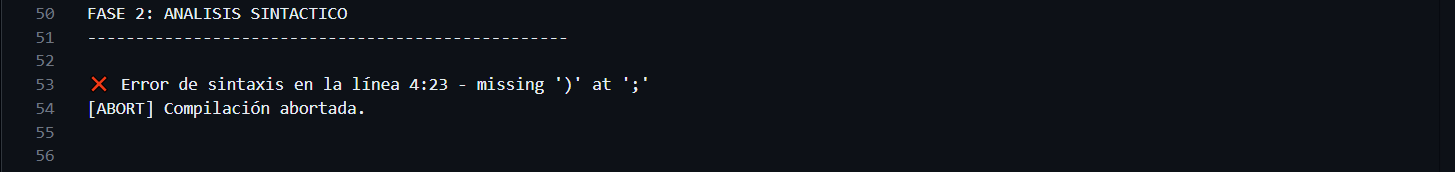 50 FASE 2: ANALISIS SINTACTICO
51 --------------------------------------------------
52
53 ❌ Error de sintaxis en la línea 4:23 - missing ')' at ';'
54 [ABORT] Compilación abortada.
55
56